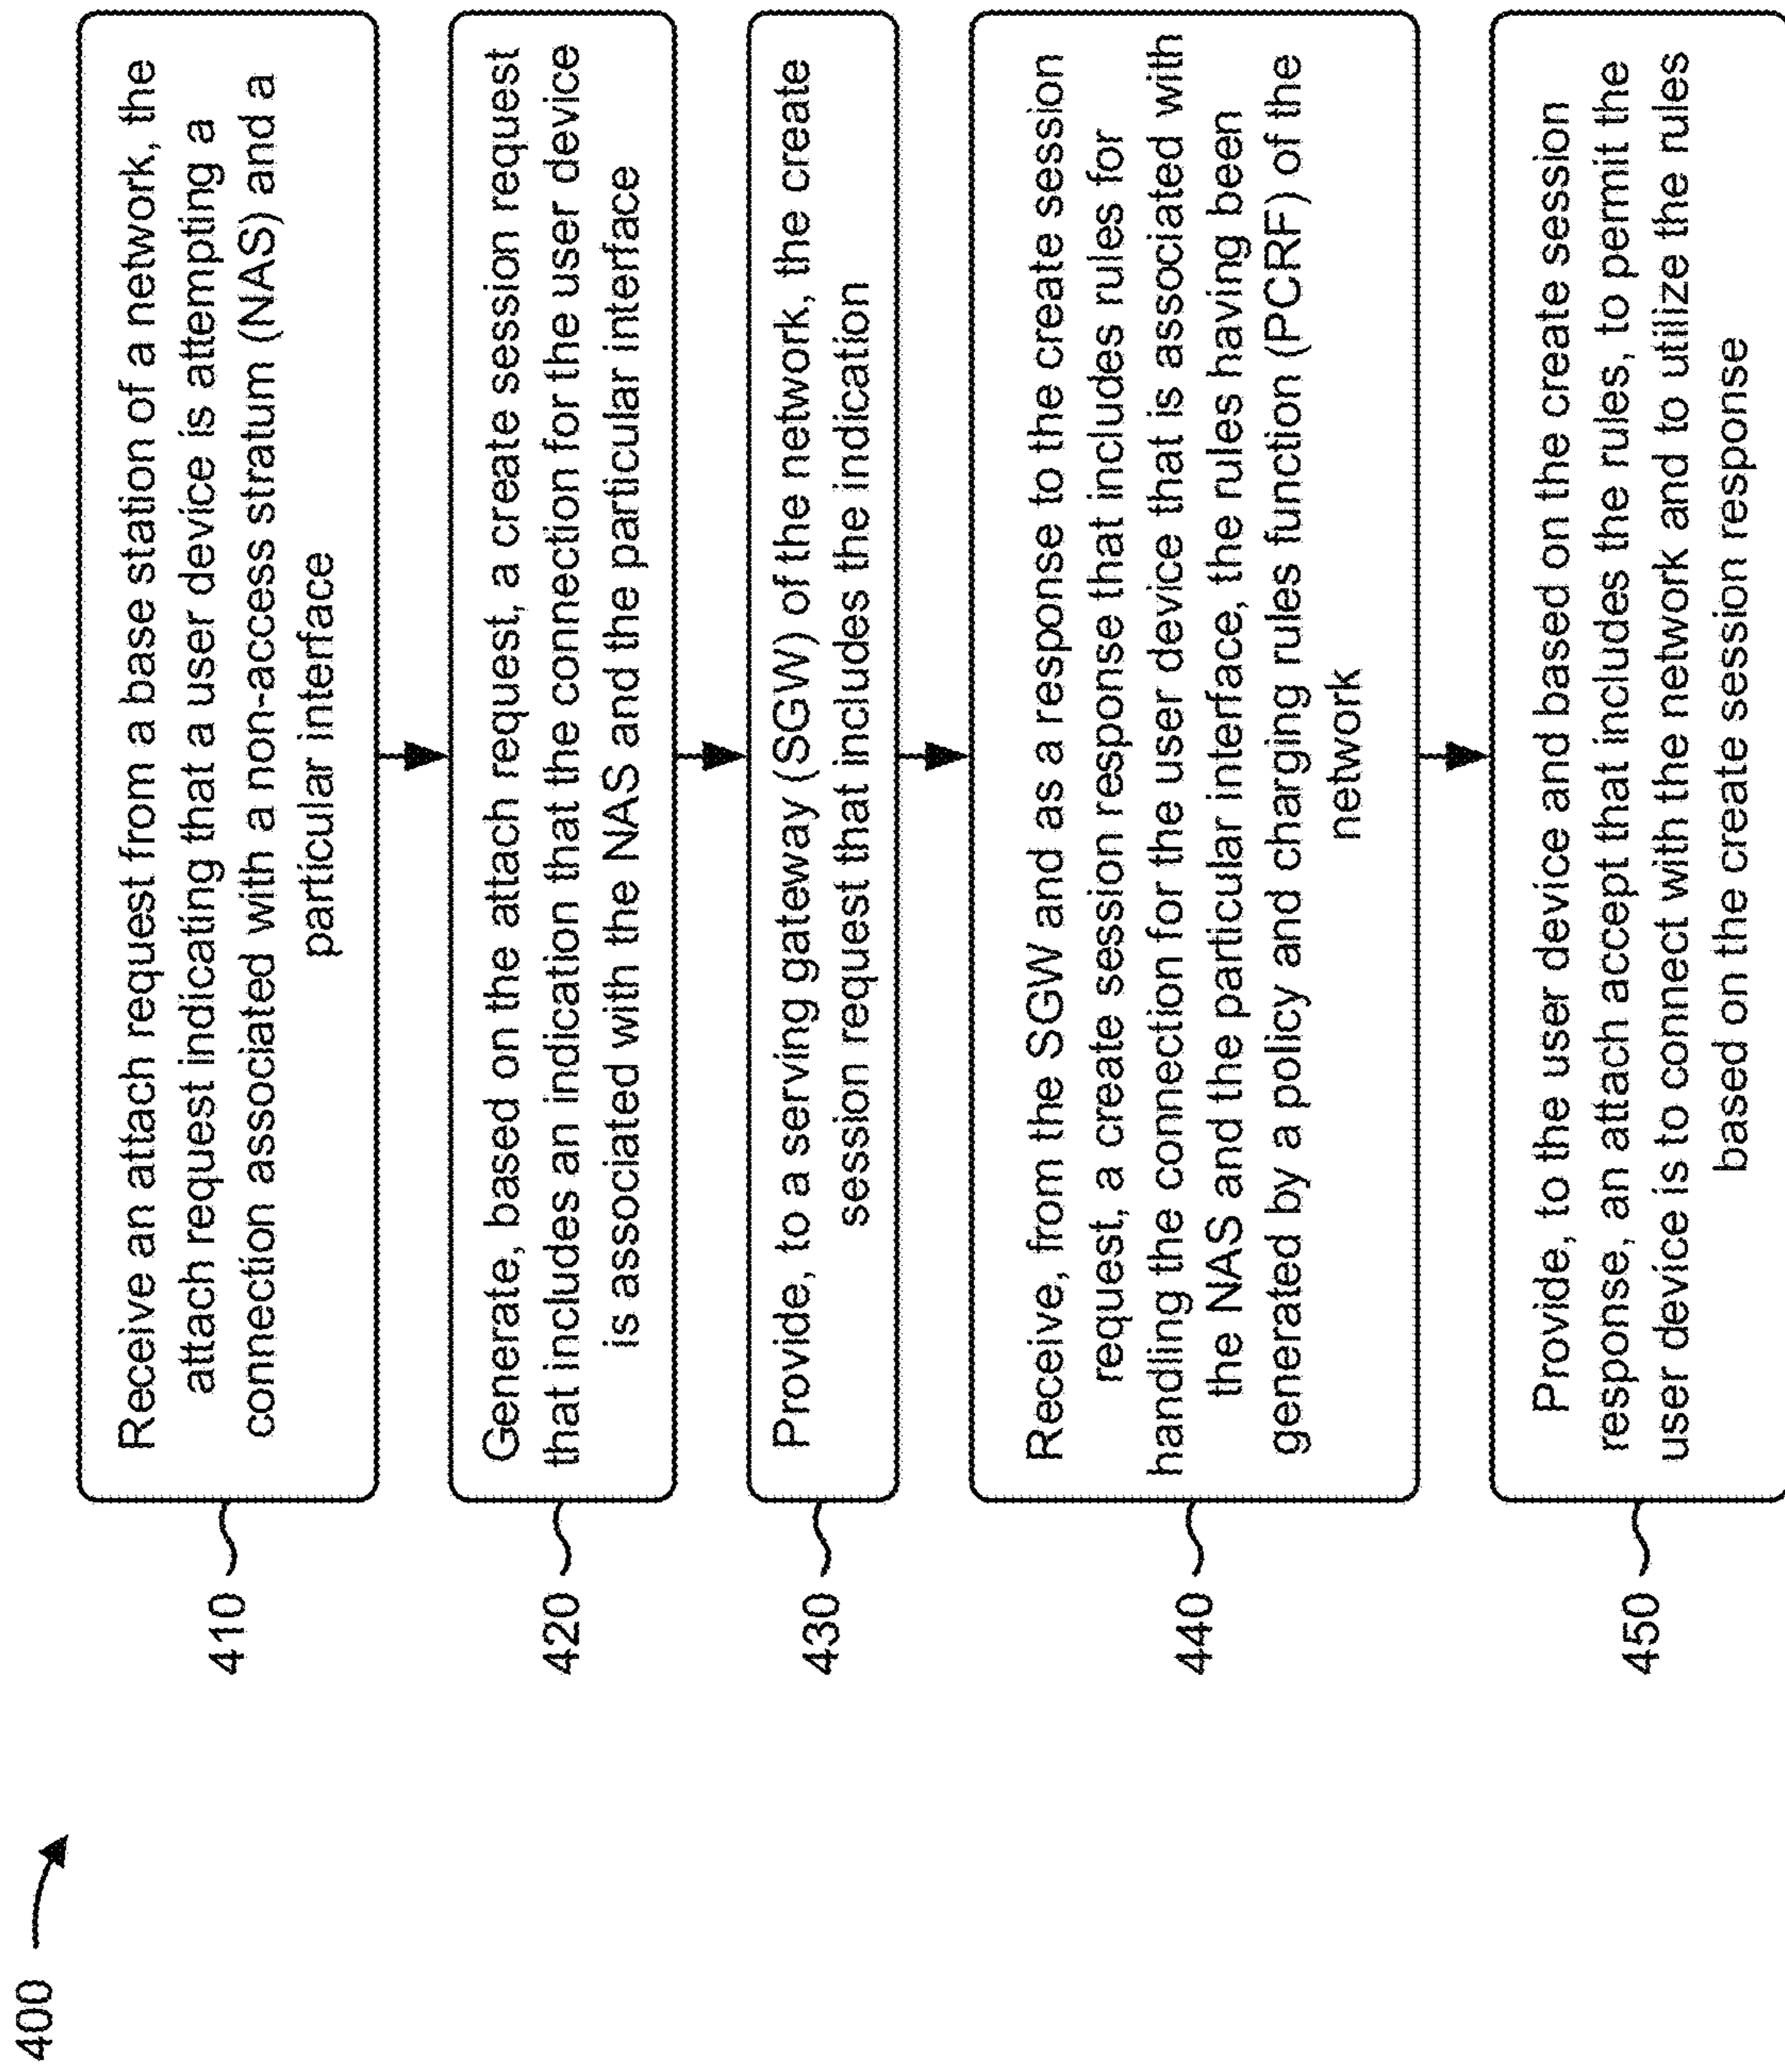 400
410
Receive an attach request from a base station of a network, the
attach request indicating that a user device is attempting a
connection associated with a non-access stratum (NAS) and a
particular interface
420
Generate, based on the attach request, a create session request
that includes an indication that the connection for the user device
is associated with the NAS and the particular interface
430
Provide, to a serving gateway (SGW) of the network, the create
session request that includes the indication
440
Receive, from the SGW and as a response to the create session
request, a create session response that includes rules for
handling the connection for the user device that is associated with
the NAS and the particular interface, the rules having been
generated by a policy and charging rules function (PCRF) of the
network
450
Provide, to the user device and based on the create session
response, an attach accept that includes the rules, to permit the
user device is to connect with the network and to utilize the rules
based on the create session response